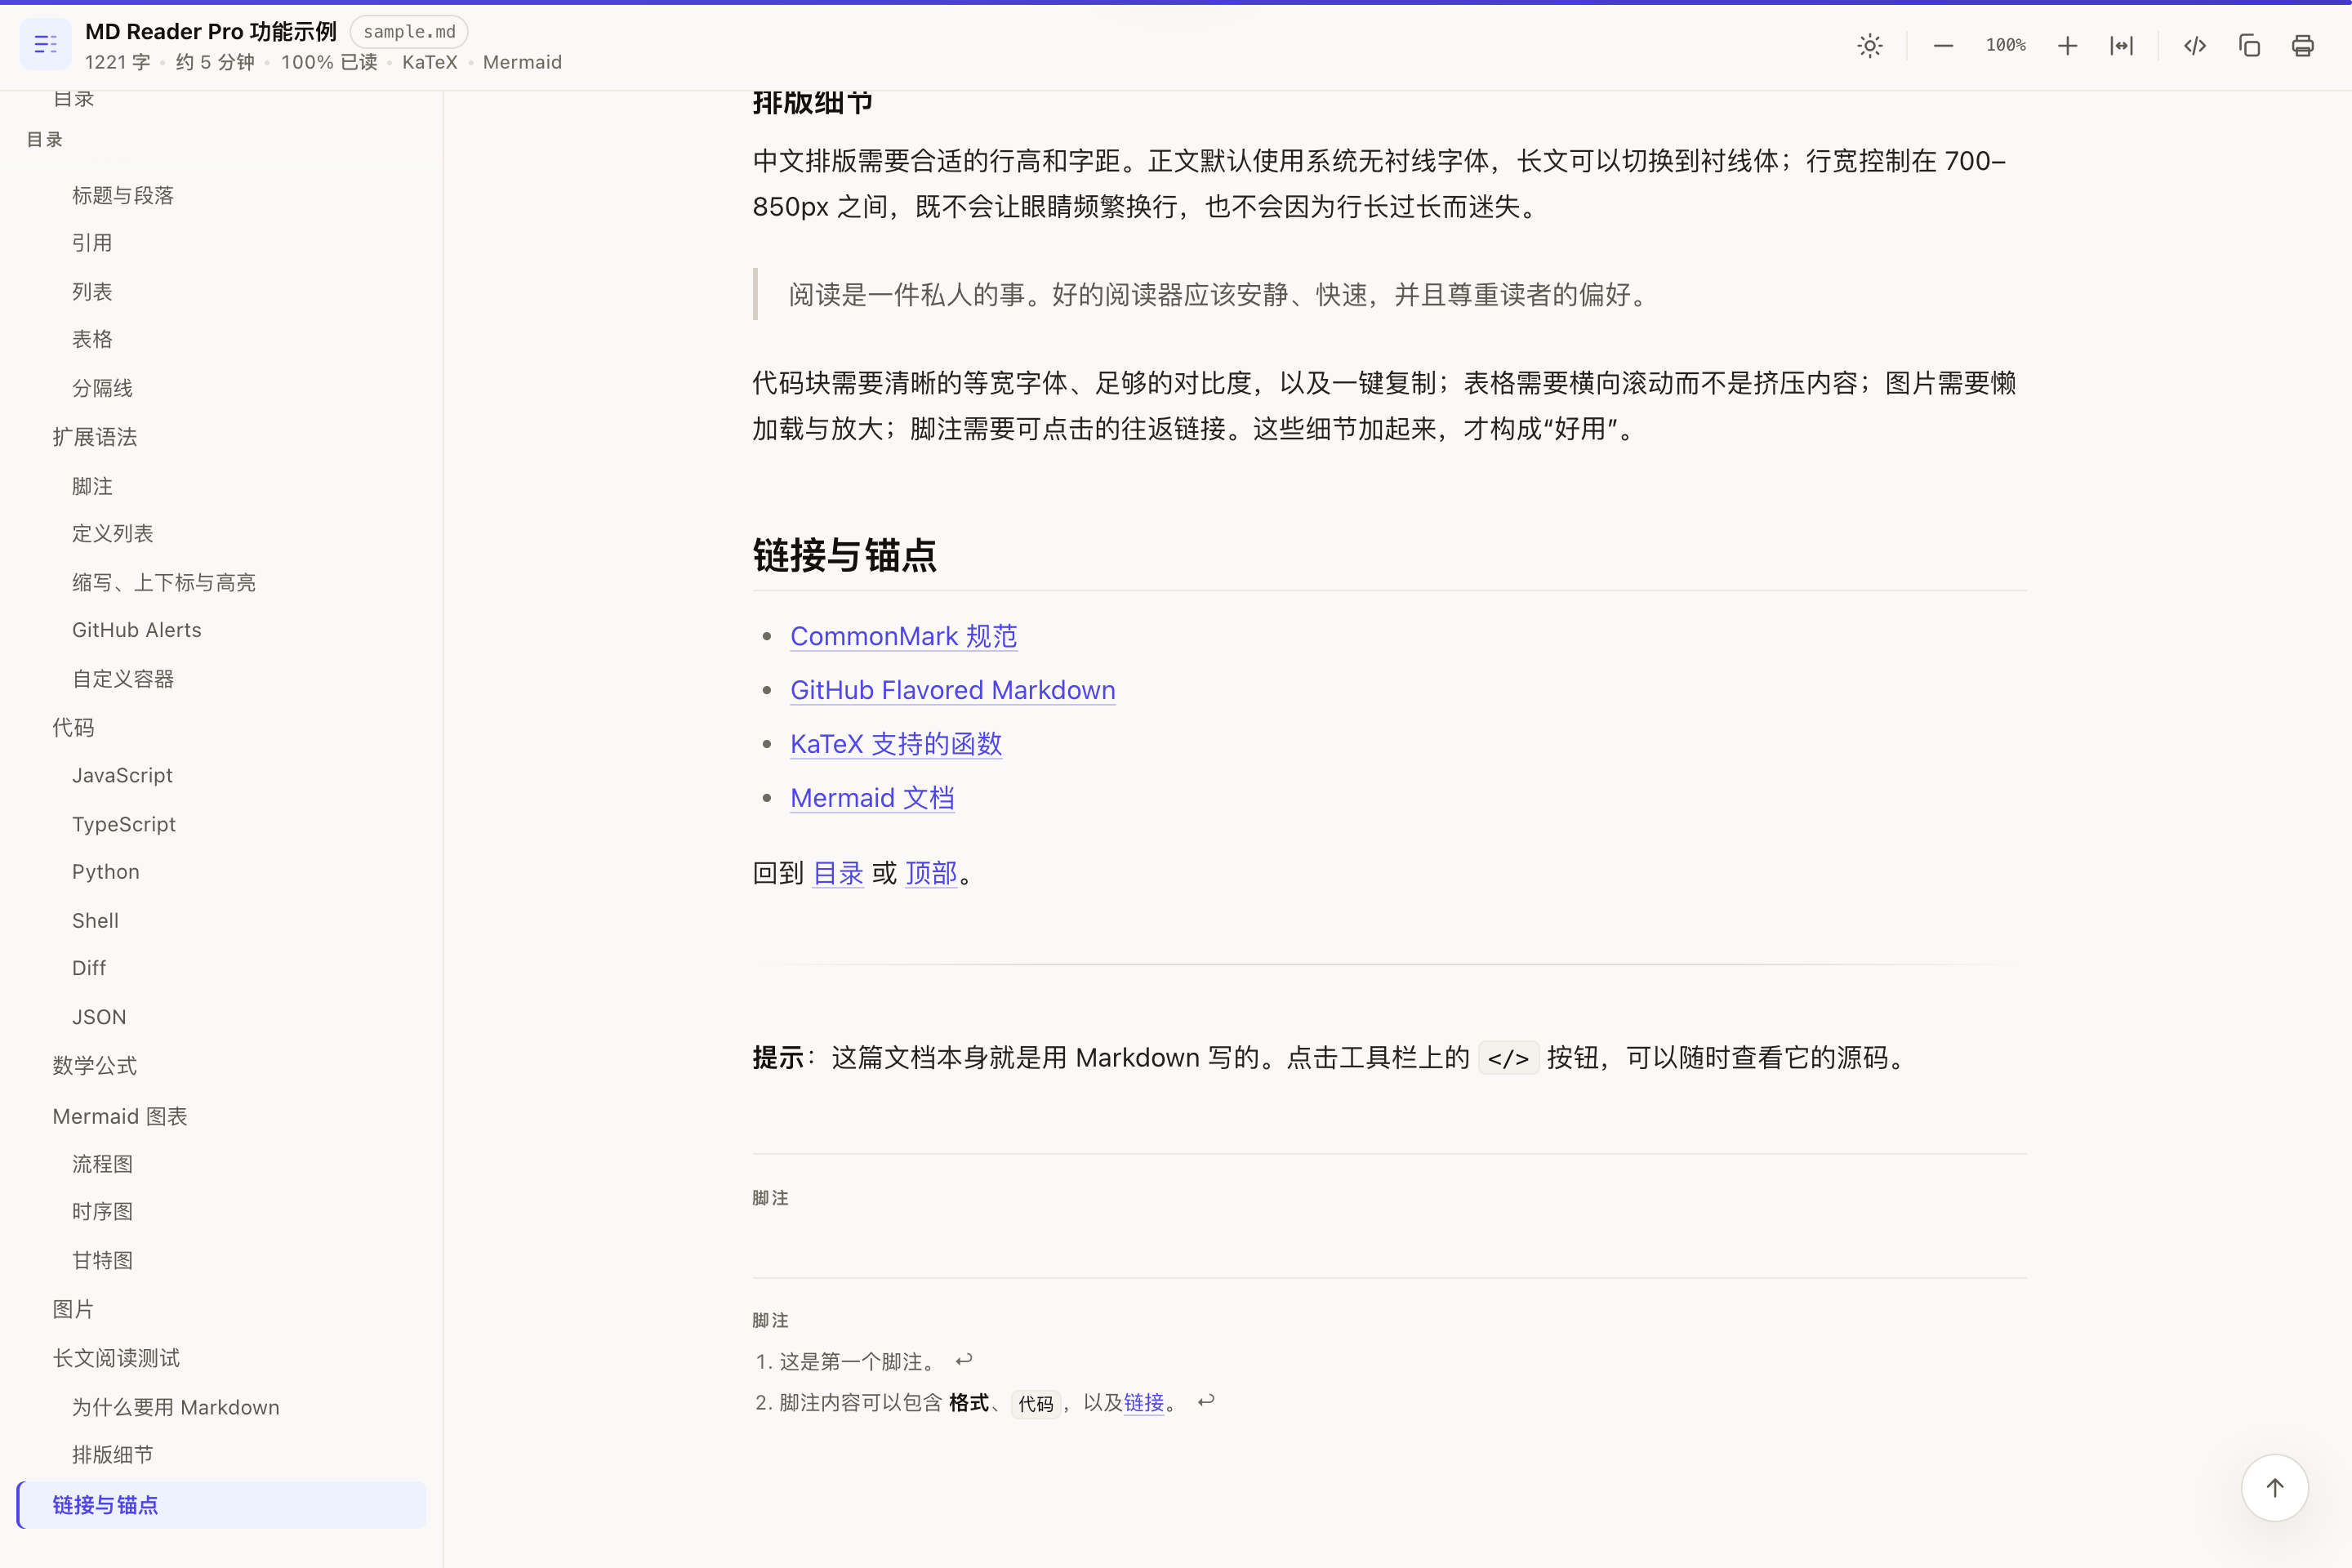 MD Reader Pro 功能示例 sample.md
1221 字 • 约 5 分钟 • 100% 已读 • KaTeX • Mermaid
100%
目录
目录
标题与段落
引用
列表
表格
分隔线
扩展语法
脚注
定义列表
缩写、上下标与高亮
GitHub Alerts
自定义容器
代码
JavaScript
TypeScript
Python
Shell
Diff
JSON
数学公式
Mermaid 图表
流程图
时序图
甘特图
图片
长文阅读测试
为什么要用 Markdown
排版细节
链接与锚点
排版细节
中文排版需要合适的行高和字距。正文默认使用系统无衬线字体，长文可以切换到衬线体；行宽控制在 700–
850px 之间，既不会让眼睛频繁换行，也不会因为行长过长而迷失。
阅读是一件私人的事。好的阅读器应该安静、快速，并且尊重读者的偏好。
代码块需要清晰的等宽字体、足够的对比度，以及一键复制；表格需要横向滚动而不是挤压内容；图片需要懒
加载与放大；脚注需要可点击的往返链接。这些细节加起来，才构成“好用”。
链接与锚点
• CommonMark 规范
• GitHub Flavored Markdown
• KaTeX 支持的函数
• Mermaid 文档
回到 目录 或 顶部。
提示：这篇文档本身就是用 Markdown 写的。点击工具栏上的 </> 按钮，可以随时查看它的源码。
脚注
脚注
1. 这是第一个脚注。 ↩
2. 脚注内容可以包含 格式、代码，以及链接。 ↩